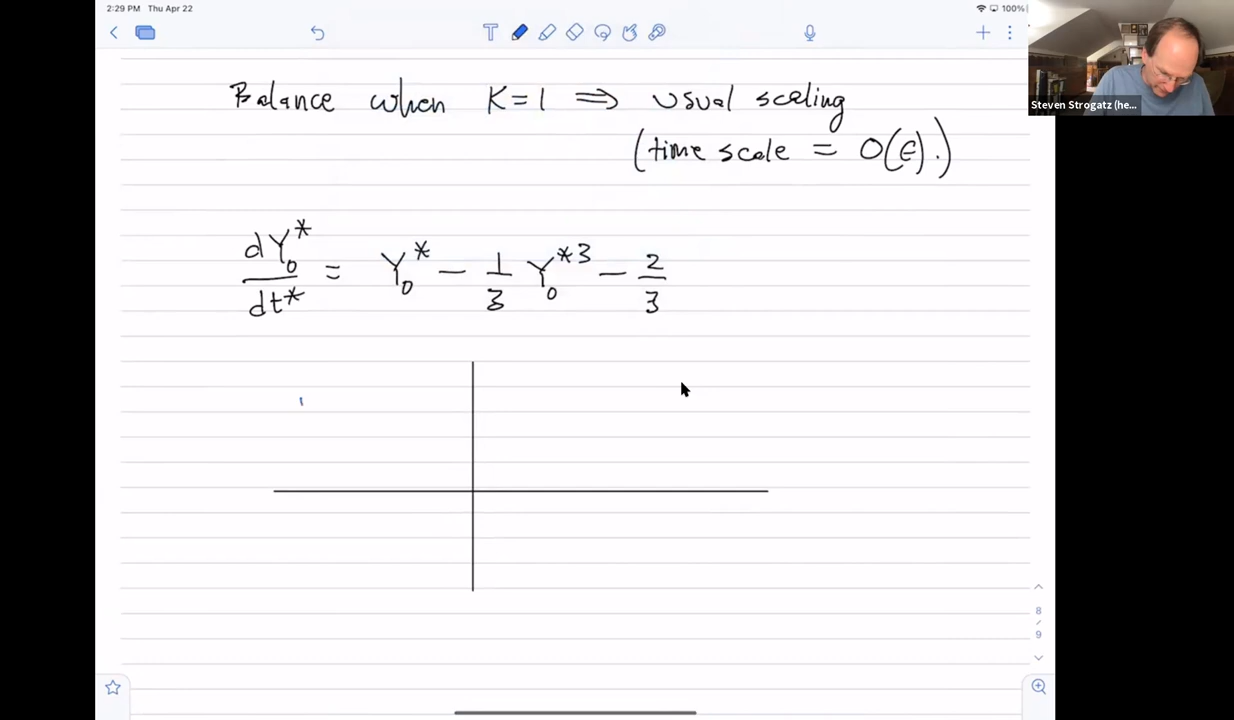 2:29 PM Thu Apr 22
100%
Steven Strogatz (he...
Balance when K=1 ⟹ usual scaling
(time scale = O(ϵ).)
dY₀*/dt* = Y₀* − 1/3 Y₀*³ − 2/3
8 / 9